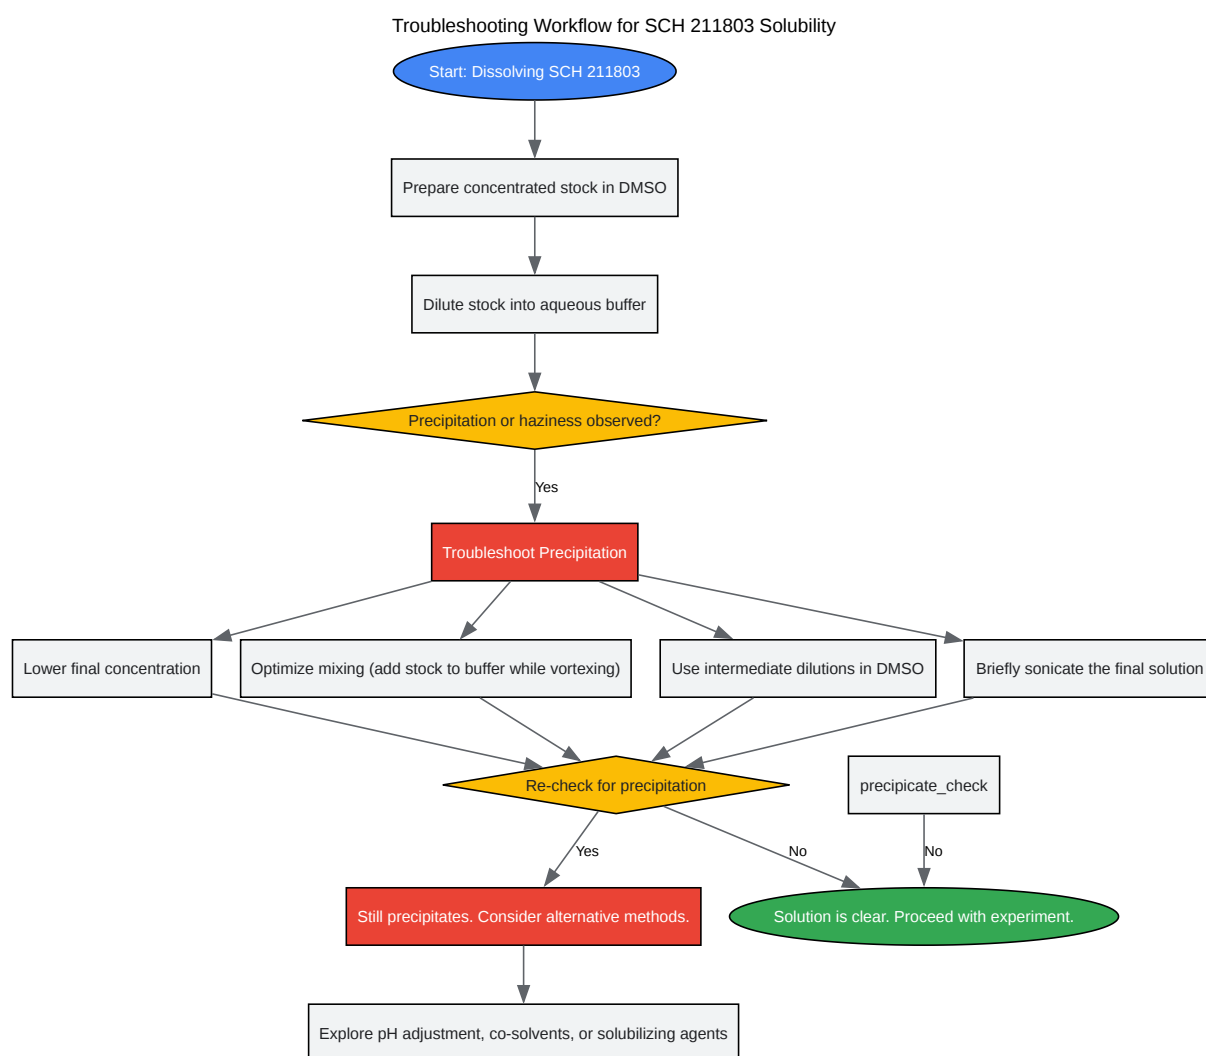 Troubleshooting Workflow for SCH 211803 Solubility
Start: Dissolving SCH 211803
Prepare concentrated stock in DMSO
Dilute stock into aqueous buffer
Precipitation or haziness observed?
Yes
Troubleshoot Precipitation
Lower final concentration
Optimize mixing (add stock to buffer while vortexing)
Use intermediate dilutions in DMSO
Briefly sonicate the final solution
Re-check for precipitation
precipicate_check
Yes
No
No
Still precipitates. Consider alternative methods.
Solution is clear. Proceed with experiment.
Explore pH adjustment, co-solvents, or solubilizing agents